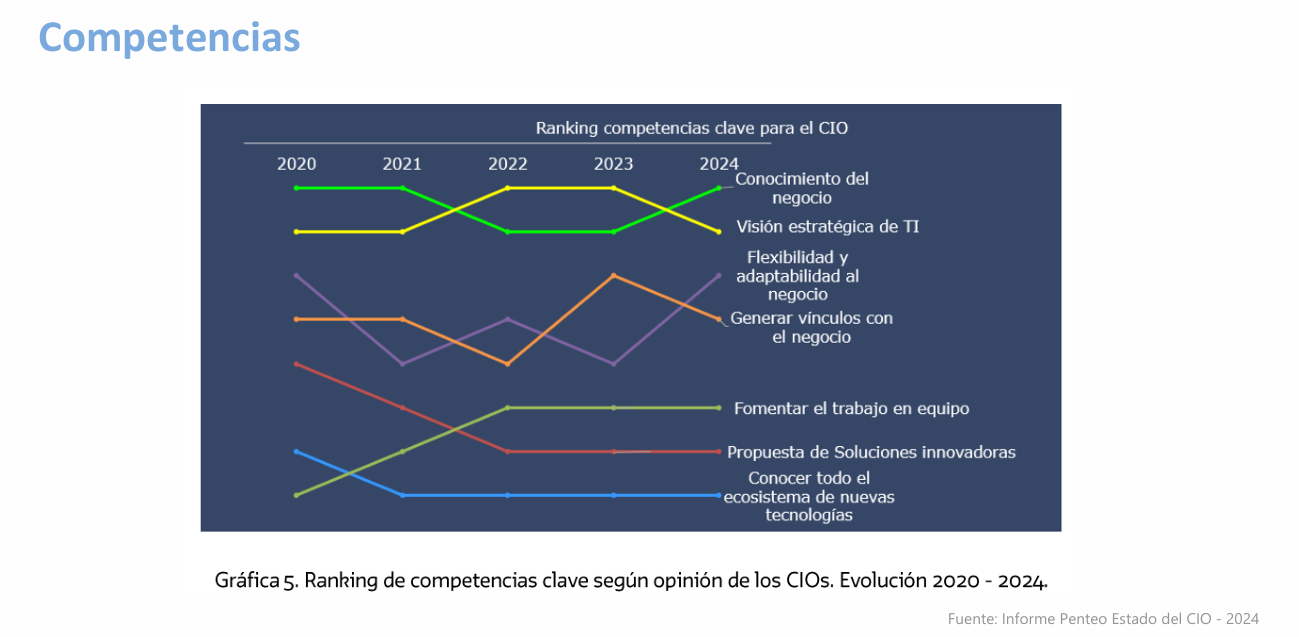 Competencias
Ranking competencias clave para el CIO
2020 2021 2022 2023 2024
Conocimiento del
negocio
Visión estratégica de TI
Flexibilidad y
adaptabilidad al
negocio
Generar vínculos con
el negocio
Fomentar el trabajo en equipo
Propuesta de Soluciones innovadoras
Conocer todo el
ecosistema de nuevas
tecnologías
Gráfica 5. Ranking de competencias clave según opinión de los CIOs. Evolución 2020 - 2024.
Fuente: Informe Penteo Estado del CIO - 2024